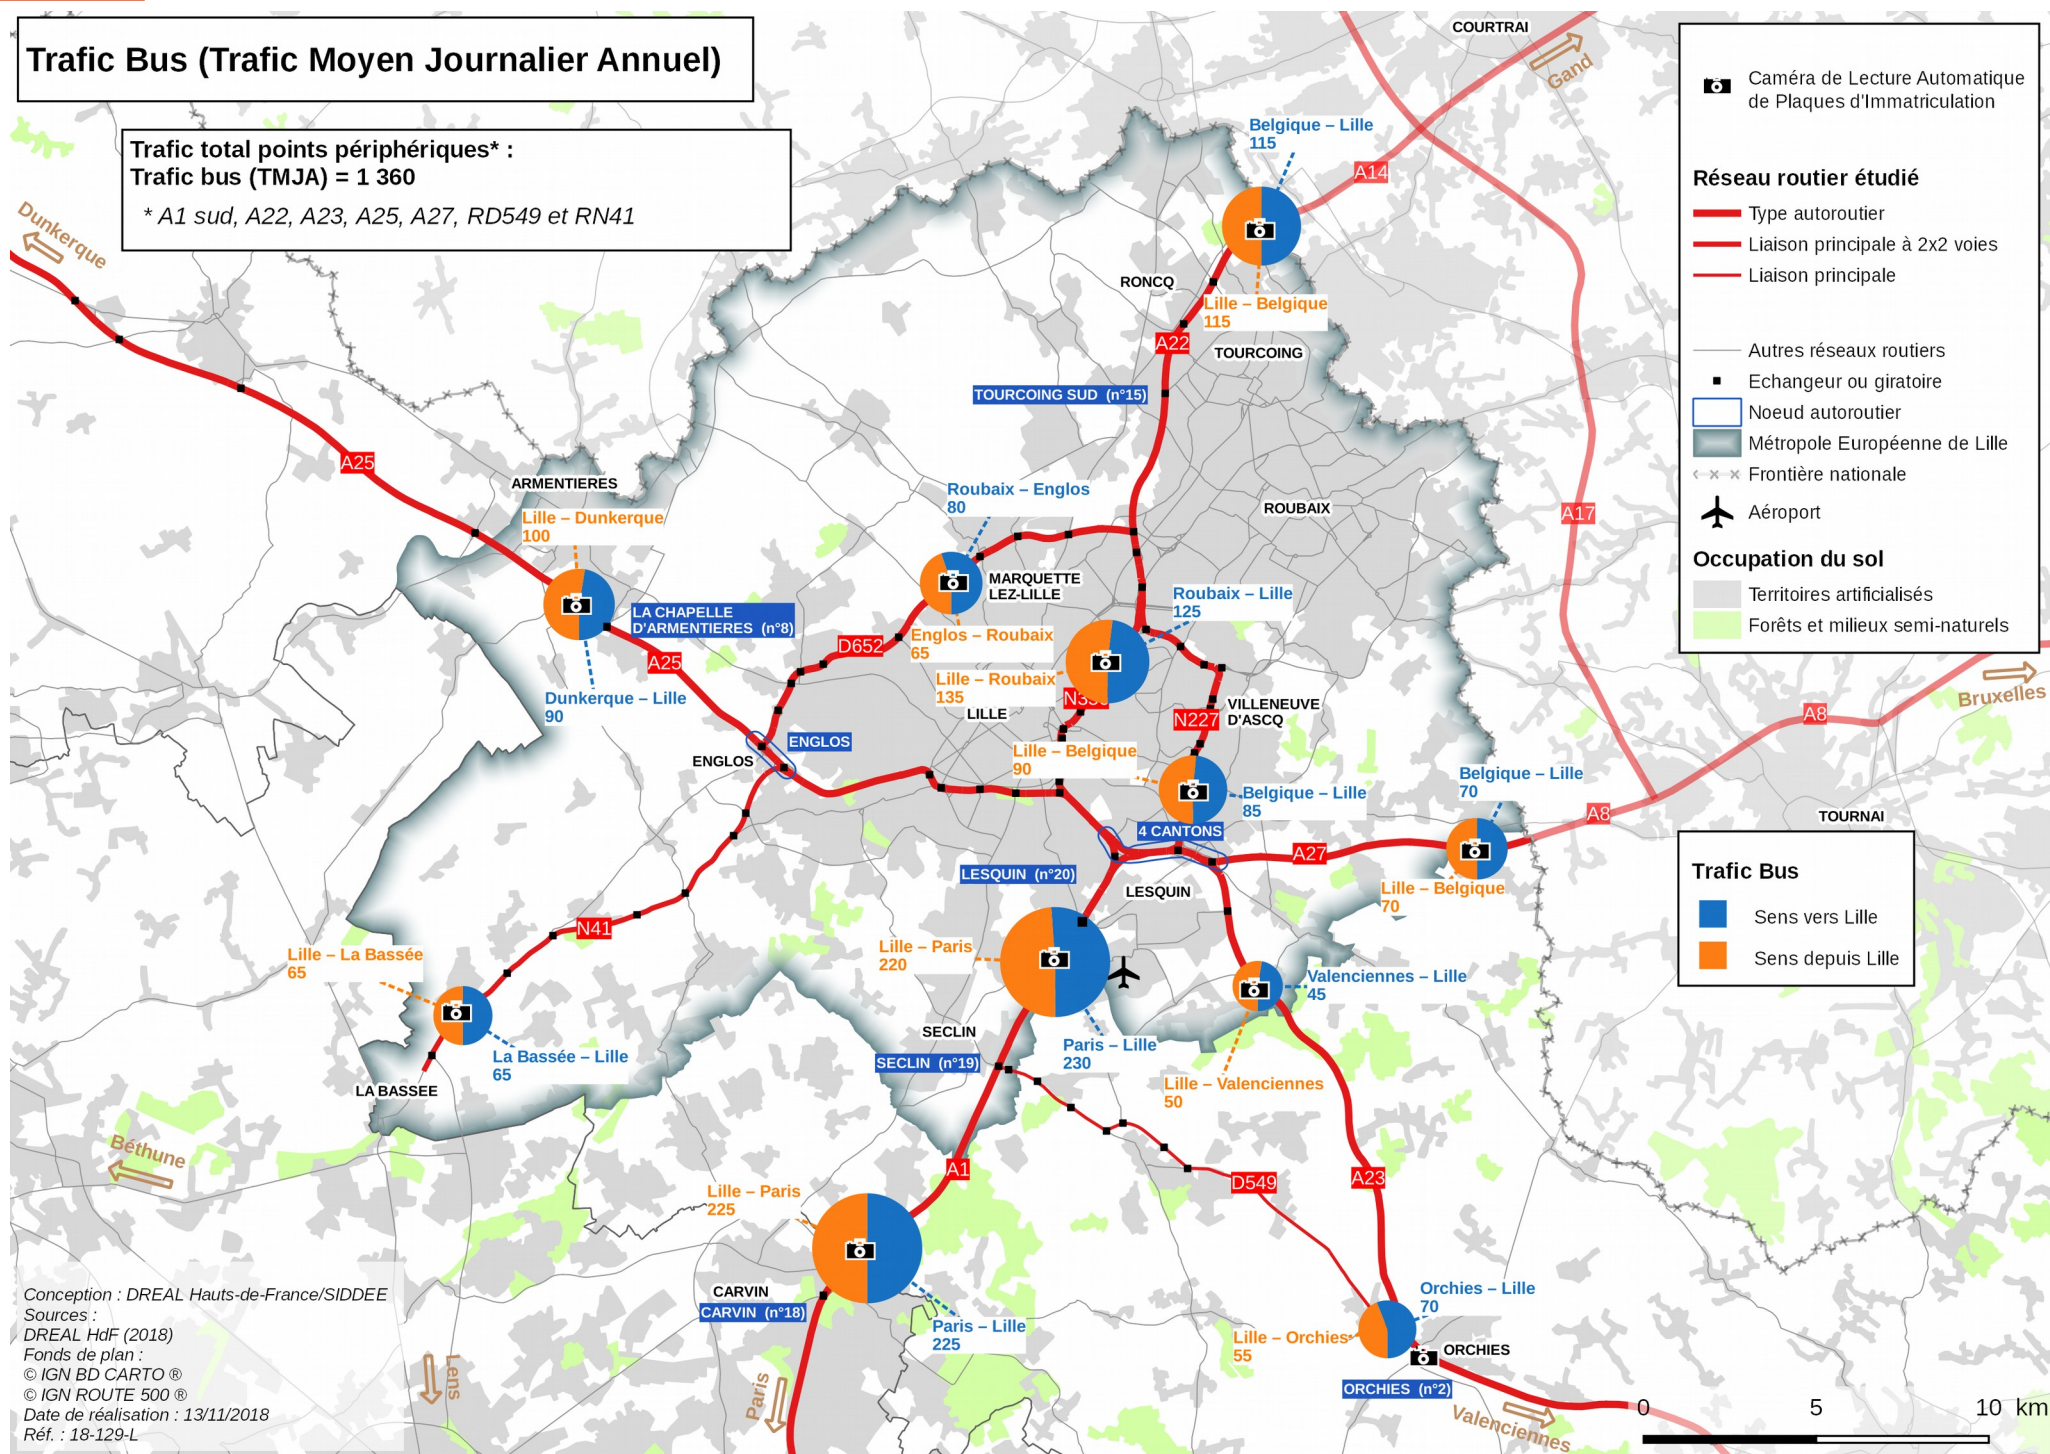 Trafic Bus (Trafic Moyen Journalier Annuel)
Trafic total points périphériques* :
Trafic bus (TMJA) = 1 360
* A1 sud, A22, A23, A25, A27, RD549 et RN41
COURTRAI
Gand
Belgique – Lille
115
A14
Dunkerque
RONCQ
Lille – Belgique
115
A22
TOURCOING
TOURCOING SUD (n°15)
A25
ARMENTIERES
Lille – Dunkerque
100
Roubaix – Englos
80
ROUBAIX
A17
MARQUETTE
LEZ-LILLE
Roubaix – Lille
125
LA CHAPELLE
D'ARMENTIERES (n°8)
D652
Englos – Roubaix
65
A25
Lille – Roubaix
135
Dunkerque – Lille
90
LILLE
N227
VILLENEUVE
D'ASCQ
Bruxelles
A8
ENGLOS
ENGLOS
Lille – Belgique
90
Belgique – Lille
85
Belgique – Lille
70
A8
TOURNAI
4 CANTONS
A27
LESQUIN (n°20)
LESQUIN
Lille – Belgique
70
N41
Lille – La Bassée
65
Lille – Paris
220
Valenciennes – Lille
45
SECLIN
SECLIN (n°19)
Paris – Lille
230
La Bassée – Lille
65
Lille – Valenciennes
50
LA BASSEE
Béthune
A1
D549
A23
Lille – Paris
225
CARVIN
CARVIN (n°18)
Paris – Lille
225
Orchies – Lille
70
Lille – Orchies
55
ORCHIES
ORCHIES (n°2)
Lens
Paris
Valenciennes
Caméra de Lecture Automatique
de Plaques d'Immatriculation
Réseau routier étudié
Type autoroutier
Liaison principale à 2x2 voies
Liaison principale
Autres réseaux routiers
Echangeur ou giratoire
Noeud autoroutier
Métropole Européenne de Lille
Frontière nationale
Aéroport
Occupation du sol
Territoires artificialisés
Forêts et milieux semi-naturels
Trafic Bus
Sens vers Lille
Sens depuis Lille
Conception : DREAL Hauts-de-France/SIDDEE
Sources :
DREAL HdF (2018)
Fonds de plan :
© IGN BD CARTO ®
© IGN ROUTE 500 ®
Date de réalisation : 13/11/2018
Réf. : 18-129-L
0 5 10 km